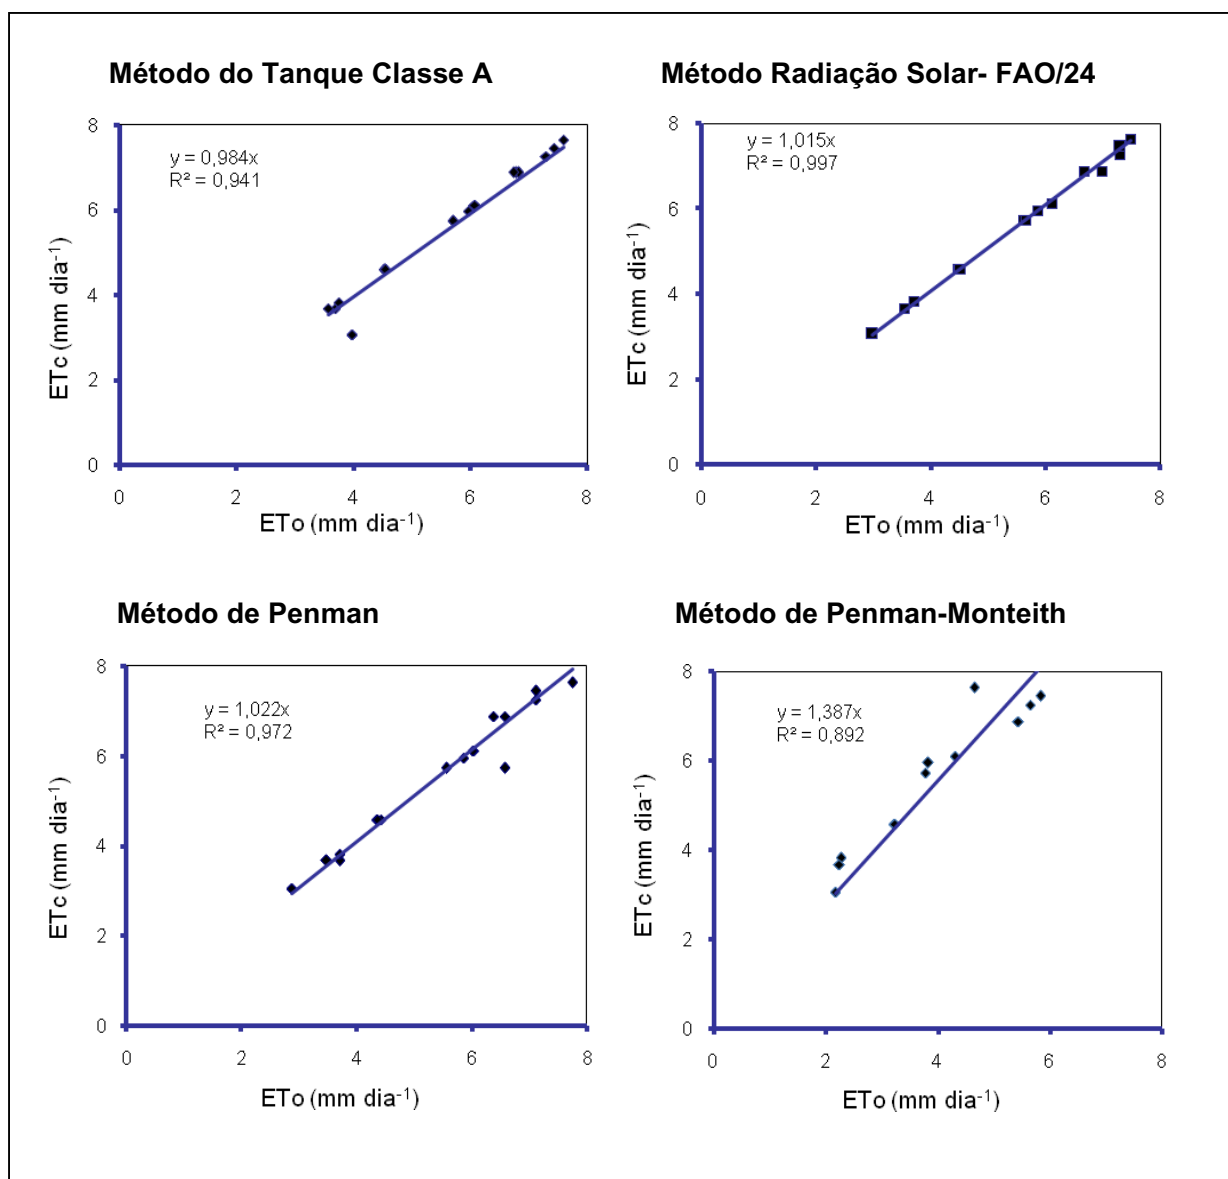 Método do Tanque Classe A
8
6
4
2
0
ETc (mm dia⁻¹)
y = 0,984x
R² = 0,941
0 2 4 6 8
ETo (mm dia⁻¹)
Método Radiação Solar- FAO/24
8
6
4
2
0
ETc (mm dia⁻¹)
y = 1,015x
R² = 0,997
0 2 4 6 8
ETo (mm dia⁻¹)
Método de Penman
8
6
4
2
0
ETc (mm dia⁻¹)
y = 1,022x
R² = 0,972
0 2 4 6 8
ETo (mm dia⁻¹)
Método de Penman-Monteith
8
6
4
2
0
ETc (mm dia⁻¹)
y = 1,387x
R² = 0,892
0 2 4 6 8
ETo (mm dia⁻¹)